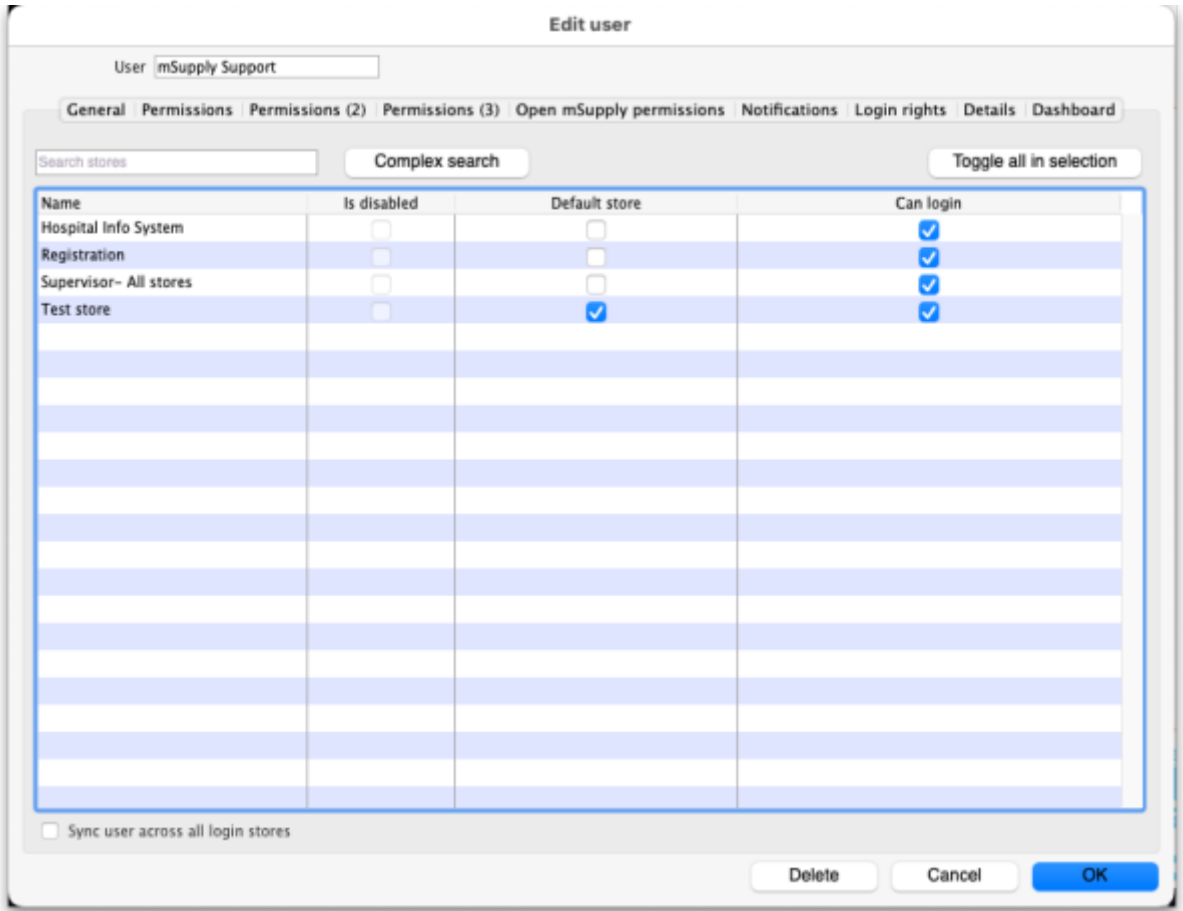 Edit user
User mSupply Support
General Permissions Permissions (2) Permissions (3) Open mSupply permissions Notifications Login rights Details Dashboard
Search stores Complex search Toggle all in selection
Name Is disabled Default store Can login
Hospital Info System
Registration
Supervisor- All stores
Test store
Sync user across all login stores
Delete Cancel OK